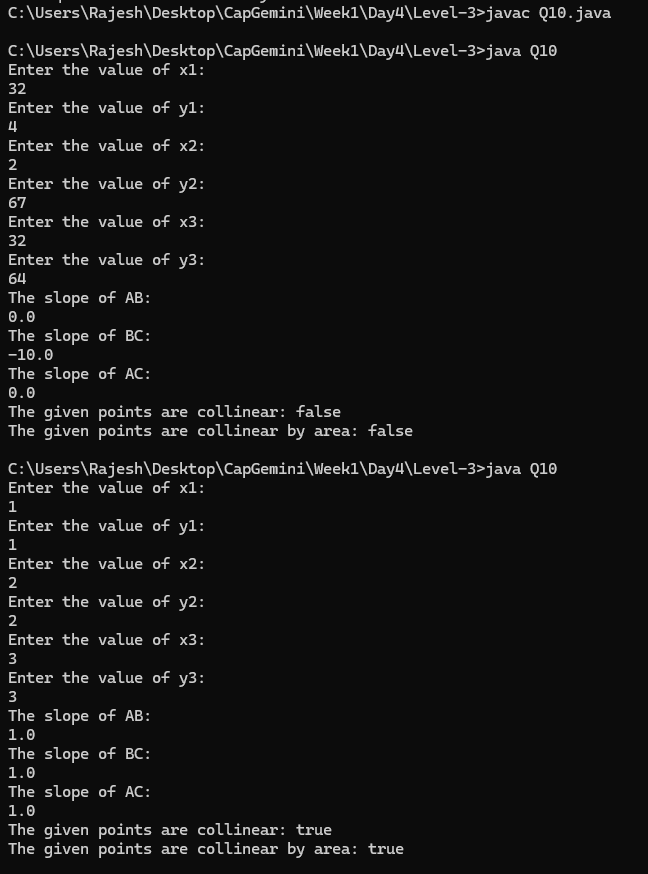 C:\Users\Rajesh\Desktop\CapGemini\Week1\Day4\Level-3>javac Q10.java
C:\Users\Rajesh\Desktop\CapGemini\Week1\Day4\Level-3>java Q10
Enter the value of x1:
32
Enter the value of y1:
4
Enter the value of x2:
2
Enter the value of y2:
67
Enter the value of x3:
32
Enter the value of y3:
64
The slope of AB:
0.0
The slope of BC:
-10.0
The slope of AC:
0.0
The given points are collinear: false
The given points are collinear by area: false
C:\Users\Rajesh\Desktop\CapGemini\Week1\Day4\Level-3>java Q10
Enter the value of x1:
1
Enter the value of y1:
1
Enter the value of x2:
2
Enter the value of y2:
2
Enter the value of x3:
3
Enter the value of y3:
3
The slope of AB:
1.0
The slope of BC:
1.0
The slope of AC:
1.0
The given points are collinear: true
The given points are collinear by area: true